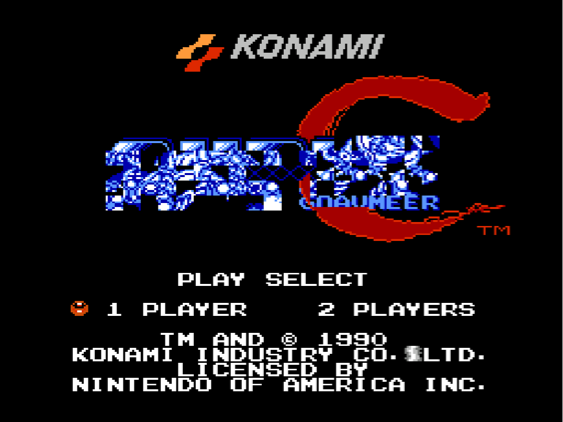 KONAMI
TM
PLAY SELECT
1 PLAYER 2 PLAYERS
TM AND © 1990
KONAMI INDUSTRY CO. LTD.
LICENSED BY
NINTENDO OF AMERICA INC.